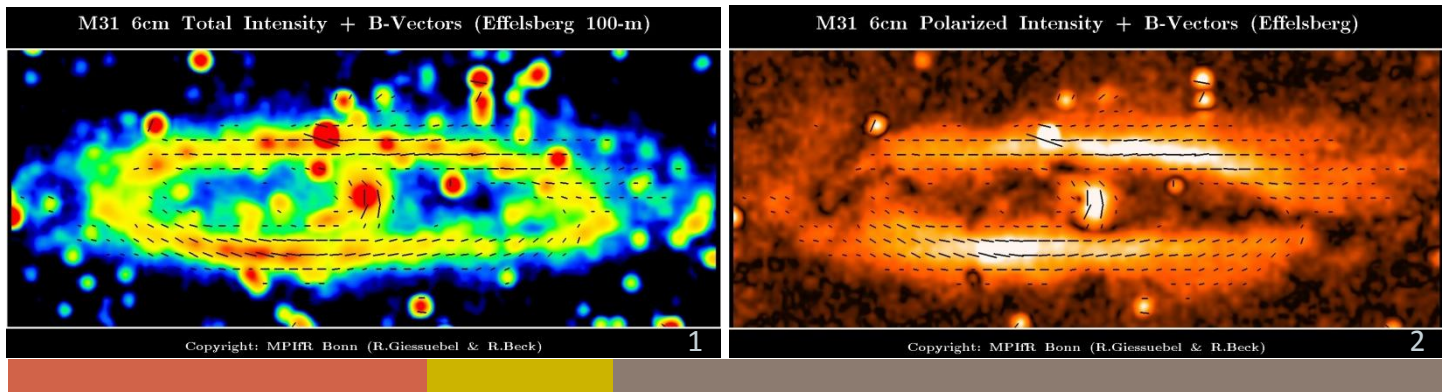 M31 6cm Total Intensity + B-Vectors (Effelsberg 100-m)
Copyright: MPIfR Bonn (R.Giessuebel & R.Beck)
1
M31 6cm Polarized Intensity + B-Vectors (Effelsberg)
Copyright: MPIfR Bonn (R.Giessuebel & R.Beck)
2